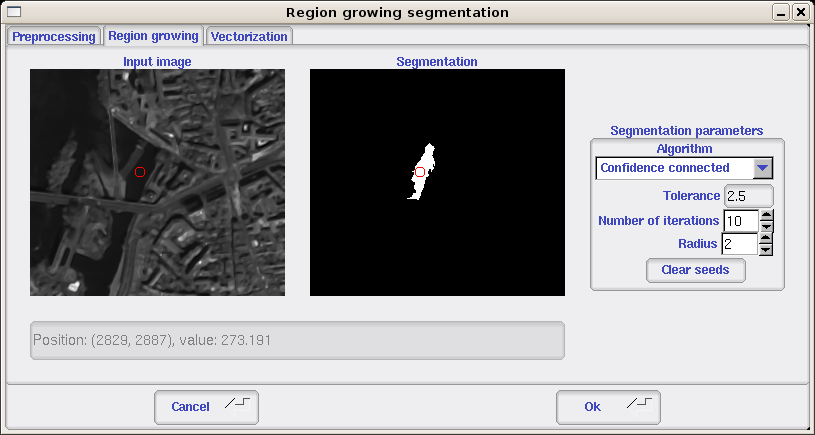 Region growing segmentation
Preprocessing
Region growing
Vectorization
Input image
Segmentation
Segmentation parameters
Algorithm
Confidence connected
Tolerance 2.5
Number of iterations 10
Radius 2
Clear seeds
Position: (2829, 2887), value: 273.191
Cancel
Ok